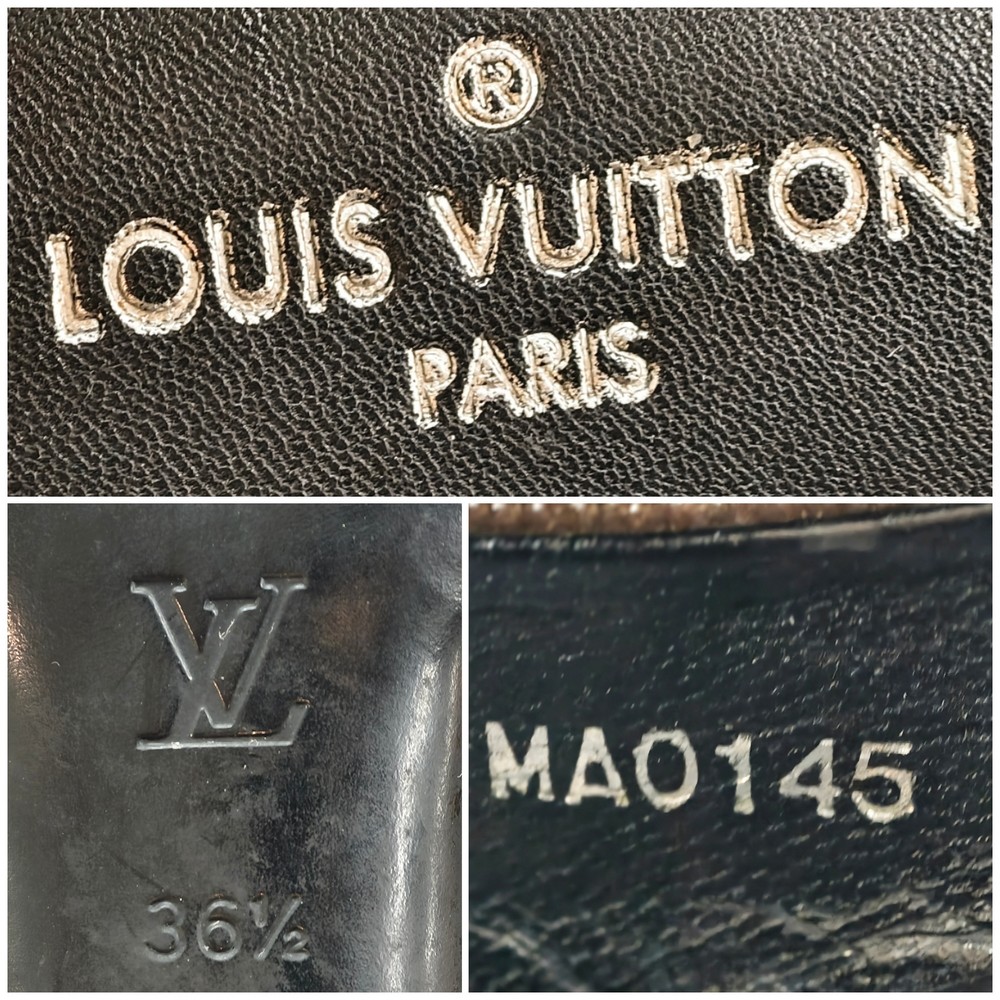 ®
LOUIS VUITTON
PARIS
LV
36½
MA0145